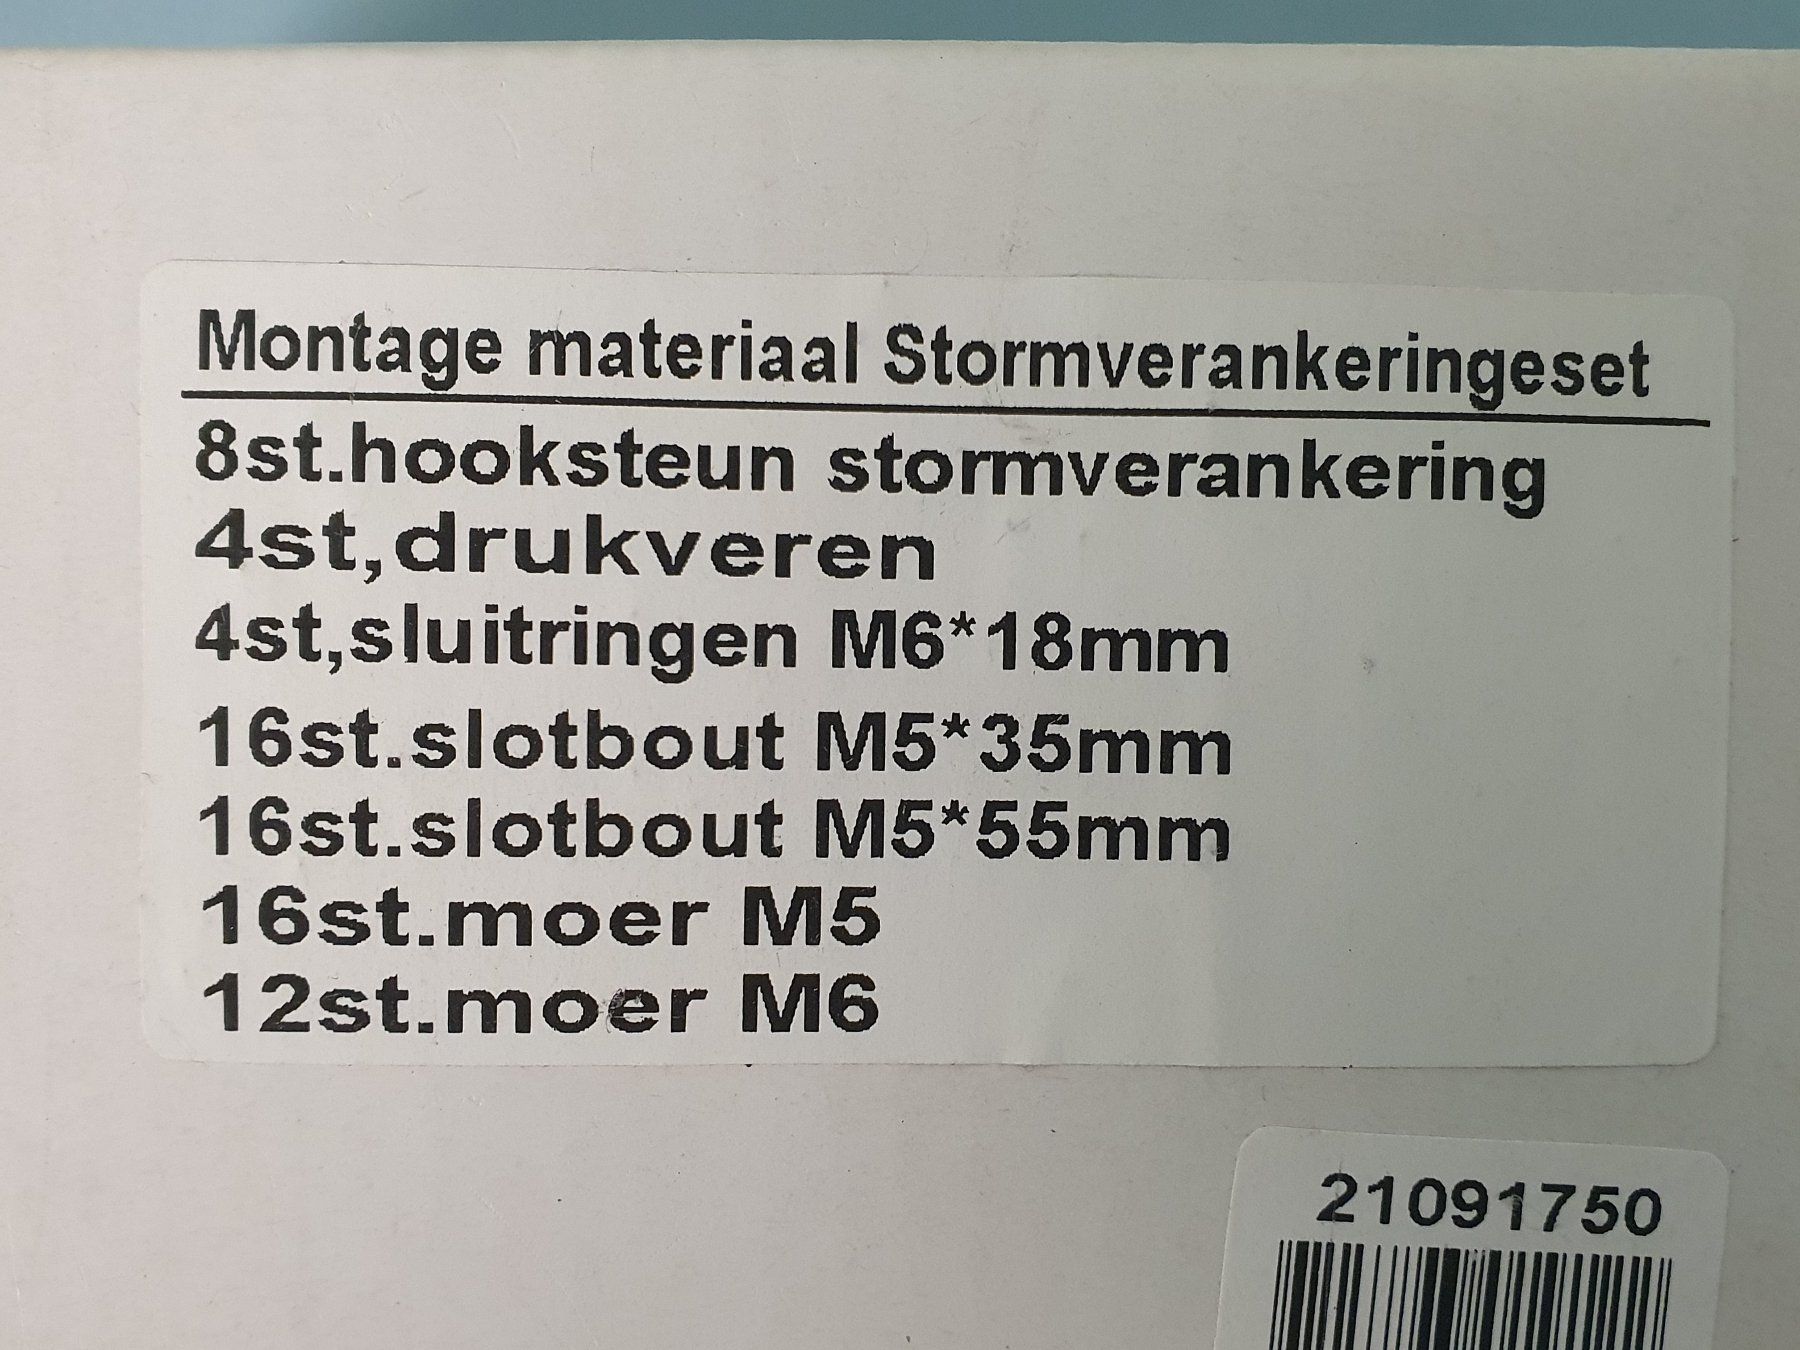 Montage materiaal Stormverankeringeset
8st.hooksteun stormverankering
4st,drukveren
4st,sluitringen M6*18mm
16st.slotbout M5*35mm
16st.slotbout M5*55mm
16st.moer M5
12st.moer M6
21091750